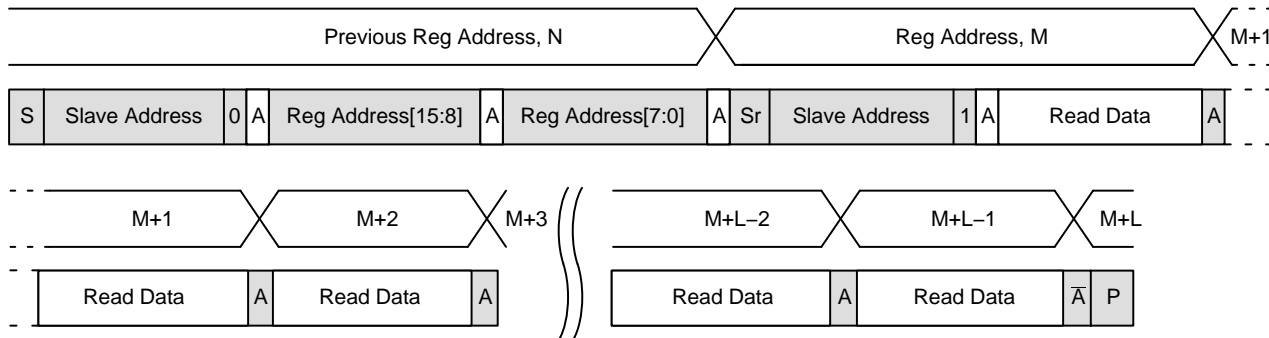 Previous Reg Address, N Reg Address, M M+1
S Slave Address 0 A Reg Address[15:8] A Reg Address[7:0] A Sr Slave Address 1 A Read Data A
M+1 M+2 M+3 M+L−2 M+L−1 M+L
Read Data A Read Data A Read Data A Read Data A̅ P